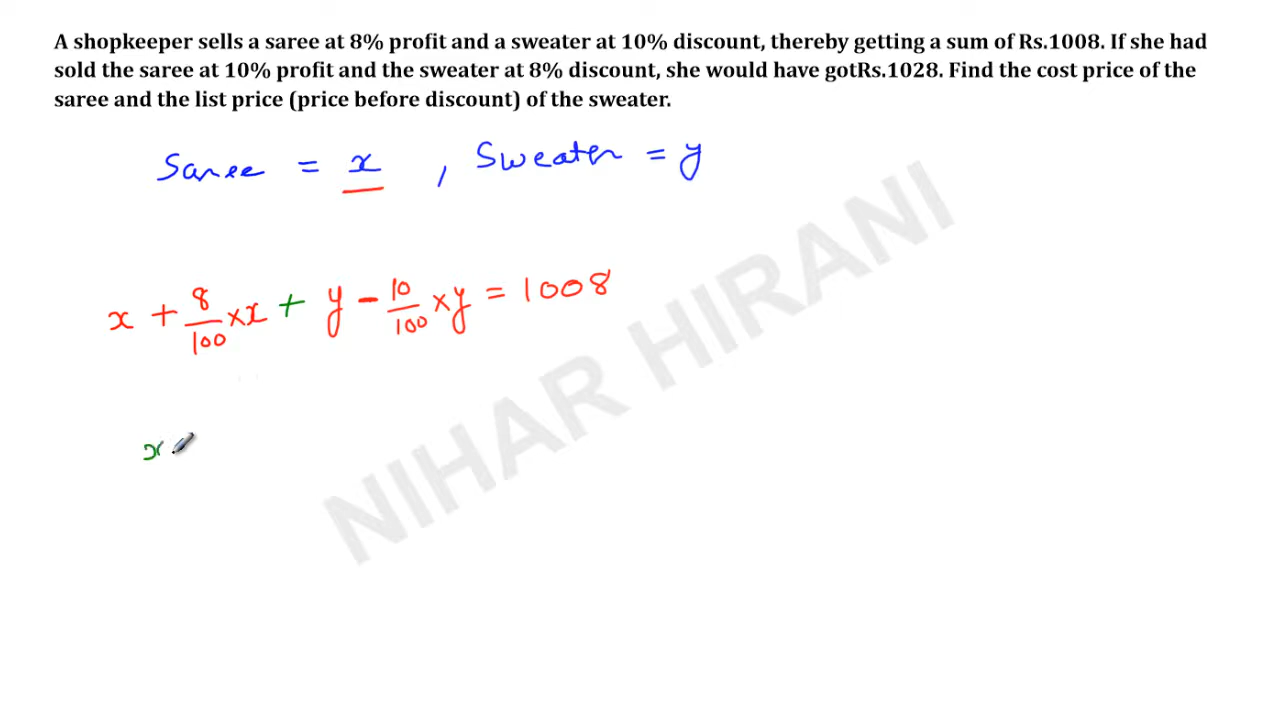 A shopkeeper sells a saree at 8% profit and a sweater at 10% discount, thereby getting a sum of Rs.1008. If she had
sold the saree at 10% profit and the sweater at 8% discount, she would have gotRs.1028. Find the cost price of the
saree and the list price (price before discount) of the sweater.
Saree = x , Sweater = y
x + 8/100 × x + y - 10/100 × y = 1008
x
NIHAR HIRANI